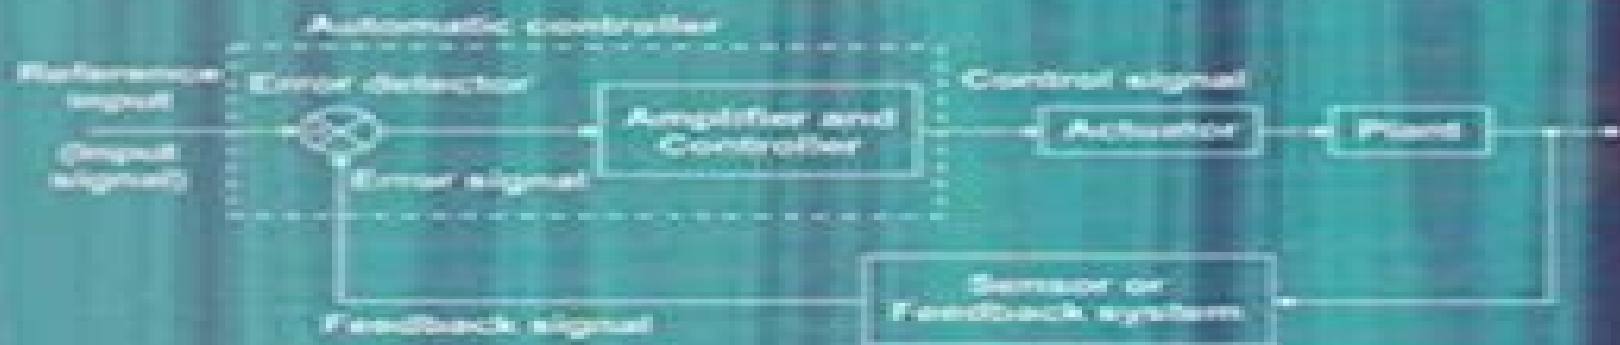 Automatic controller
Reference
input
(Input
signal)
Error detector
Error signal
Amplifier and
Controller
Control signal
Actuator
Plant
Sensor or
Feedback system
Feedback signal